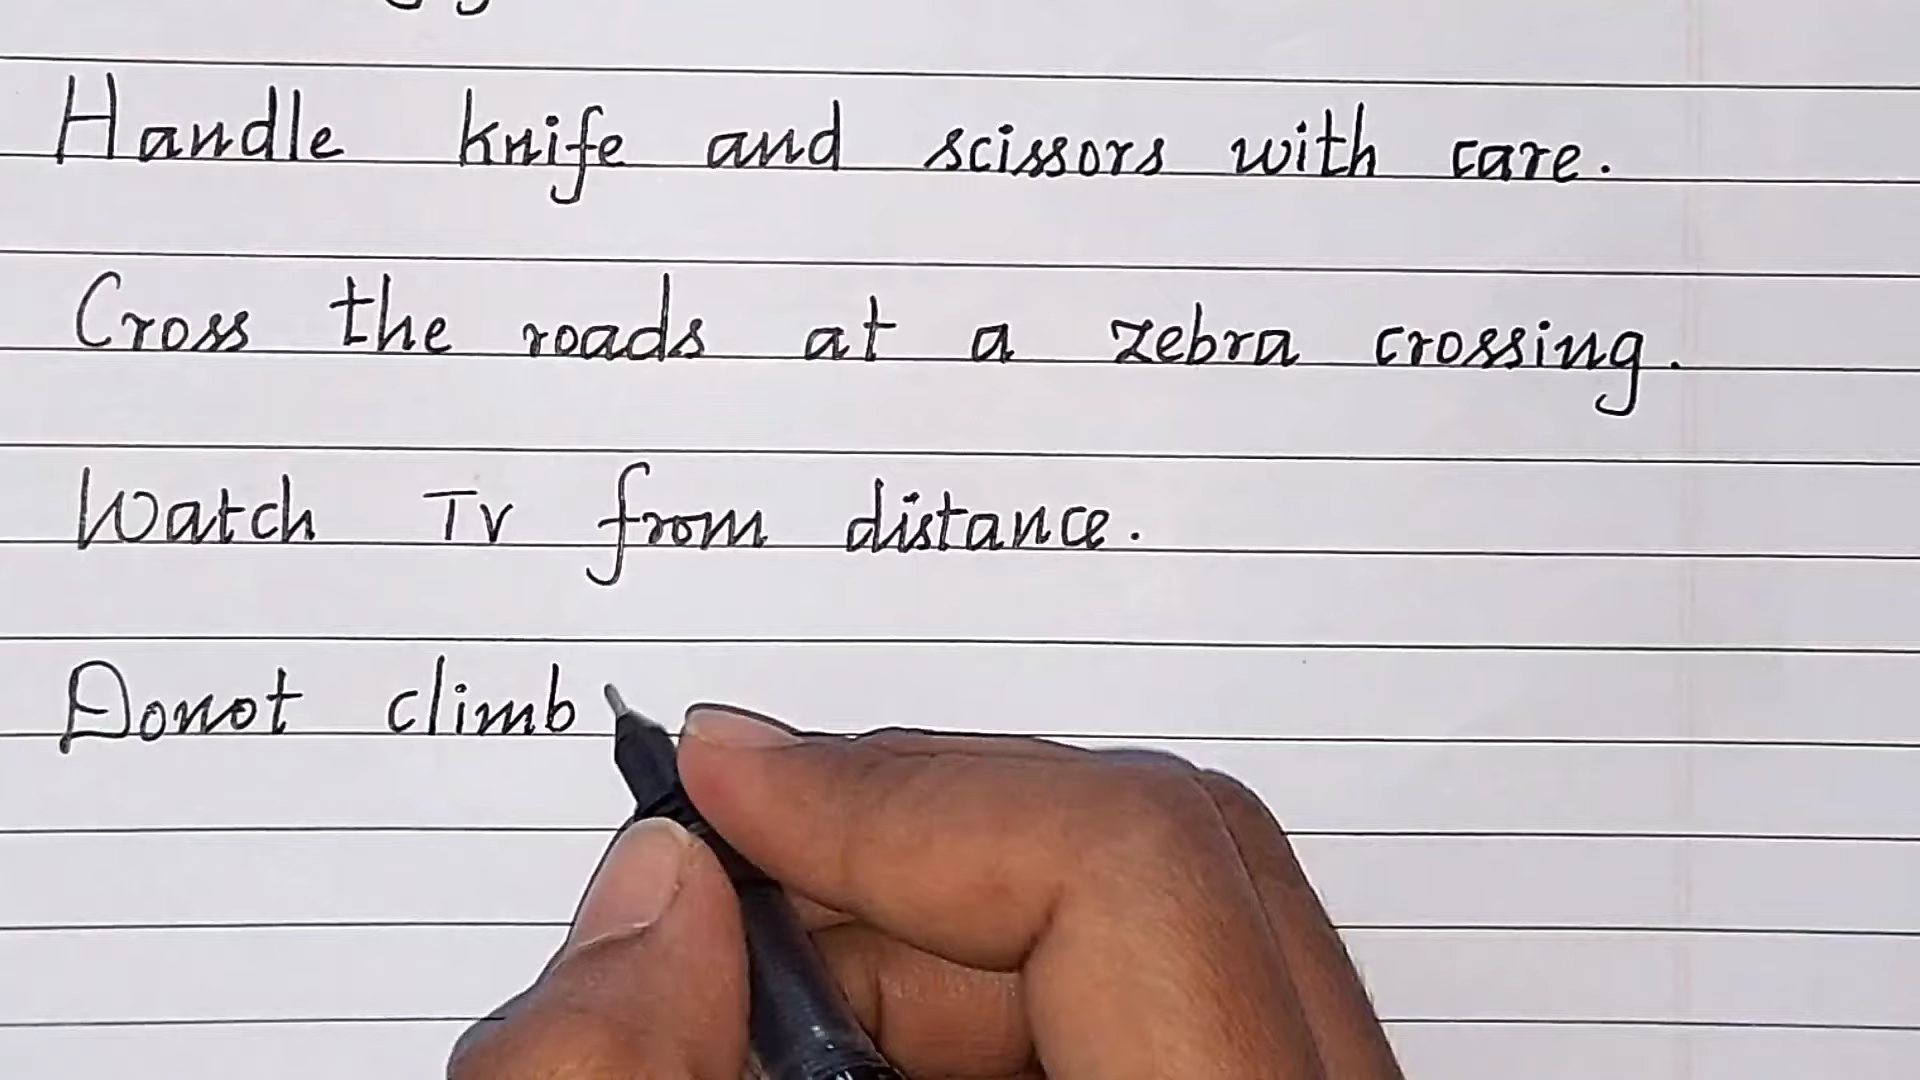 Handle knife and scissors with care.
Cross the roads at a zebra crossing.
Watch TV from distance.
Donot climb